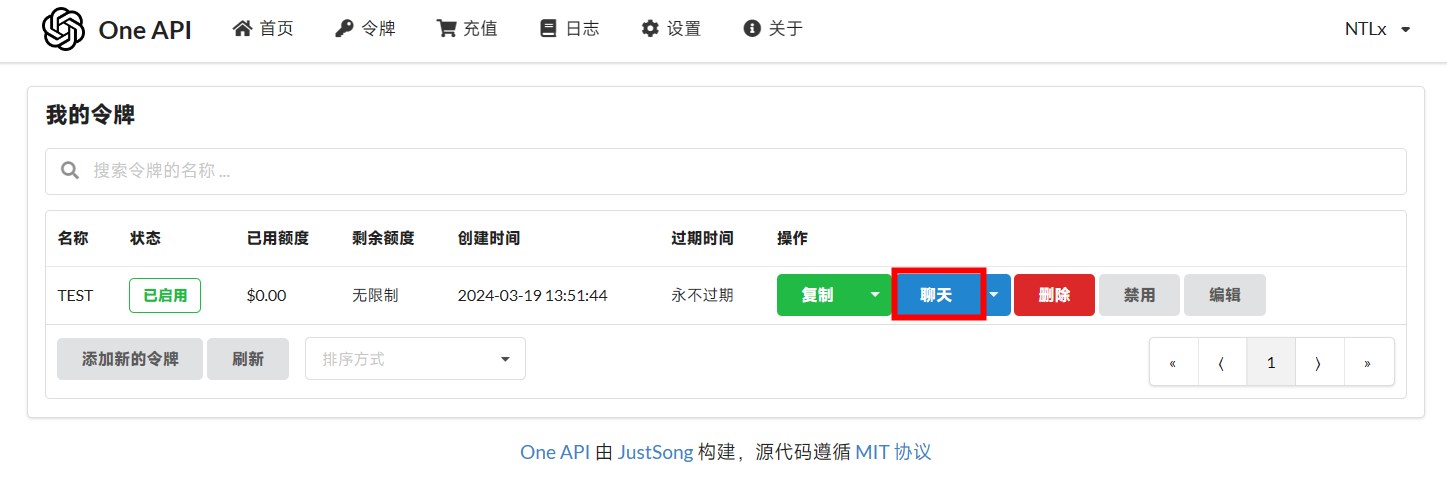 One API 首页 令牌 充值 日志 设置 关于 NTLx
我的令牌
搜索令牌的名称 ...
名称 状态 已用额度 剩余额度 创建时间 过期时间 操作
TEST 已启用 $0.00 无限制 2024-03-19 13:51:44 永不过期 复制 聊天 删除 禁用 编辑
添加新的令牌 刷新 排序方式 « ⟨ 1 ⟩ »
One API 由 JustSong 构建，源代码遵循 MIT 协议